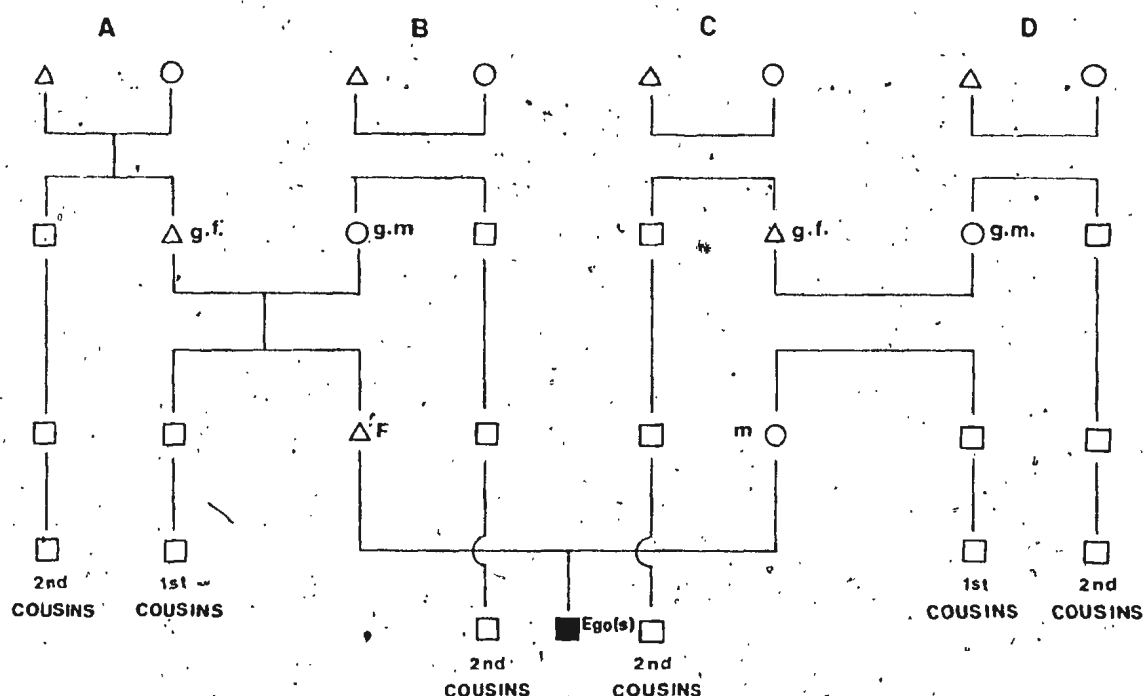 A B C D
g.f. g.m g.f. g.m.
F m
2nd 1st 1st 2nd
COUSINS COUSINS COUSINS COUSINS
Ego(s)
2nd 2nd
COUSINS COUSINS